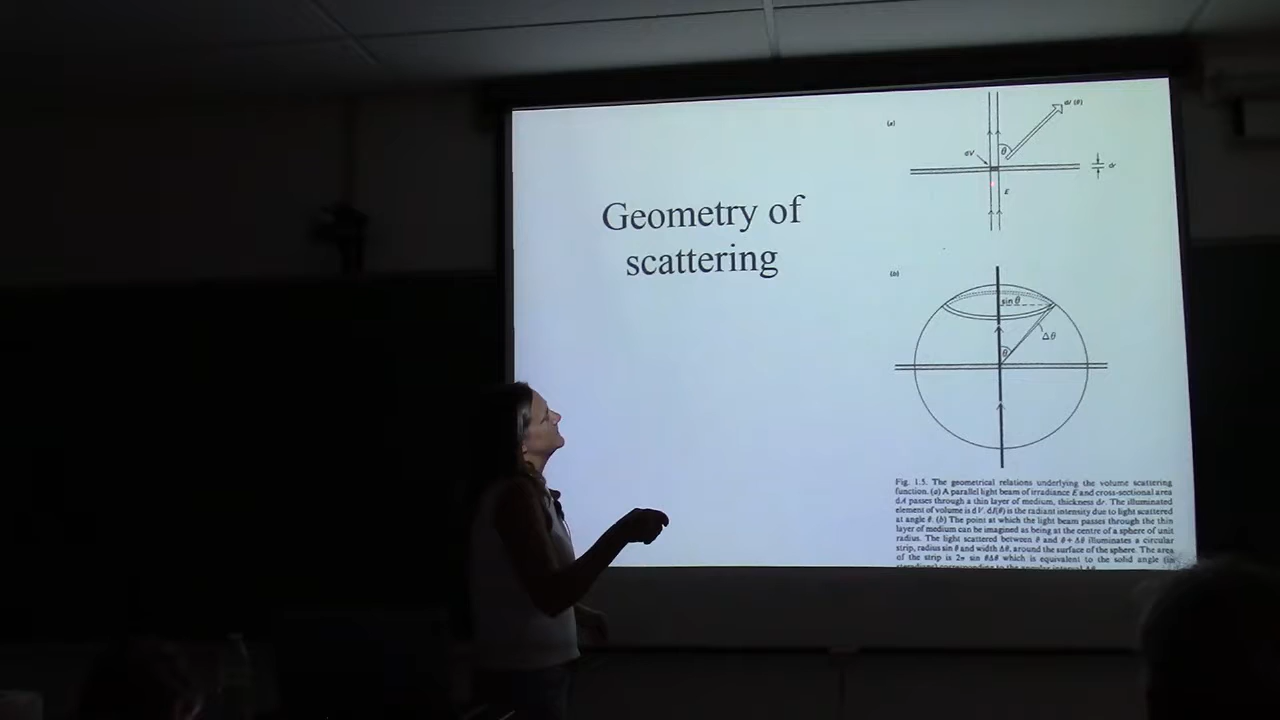 Geometry of
scattering
(a)
dI (θ)
θ
dV
dr
E
(b)
sin θ
Δθ
θ
Fig. 1.5. The geometrical relations underlying the volume scattering
function. (a) A parallel light beam of irradiance E and cross-sectional area
dA passes through a thin layer of medium, thickness dr. The illuminated
element of volume is dV. dI(θ) is the radiant intensity due to light scattered
at angle θ. (b) The point at which the light beam passes through the thin
layer of medium can be imagined as being at the centre of a sphere of unit
radius. The light scattered between θ and θ + Δθ illuminates a circular
strip, radius sin θ and width Δθ, around the surface of the sphere. The area
of the strip is 2π sin θΔθ which is equivalent to the solid angle (in